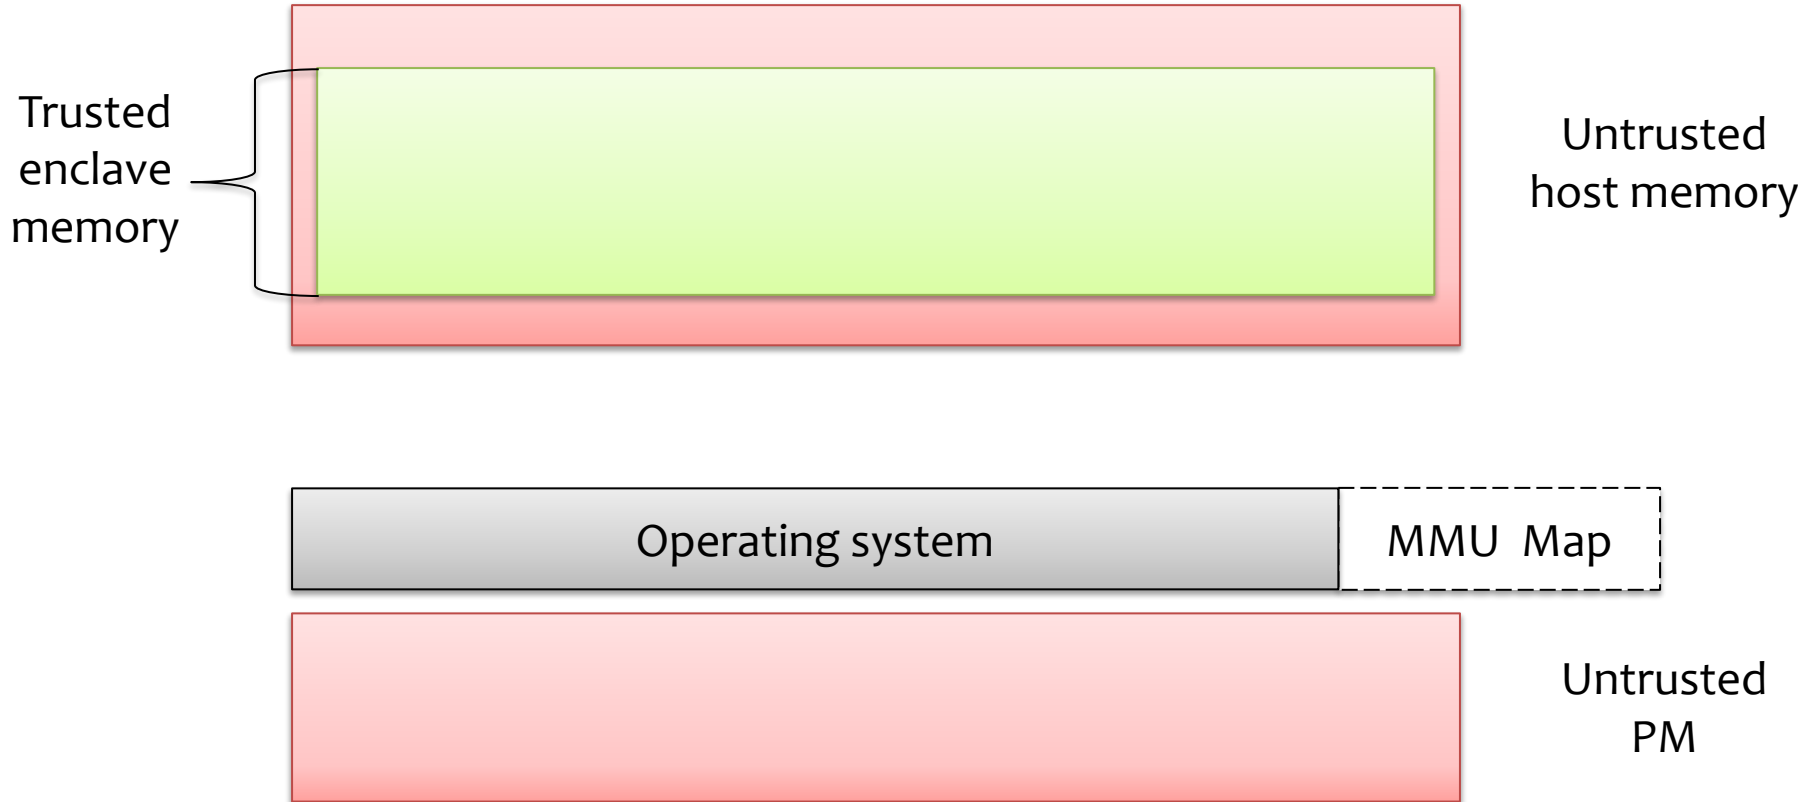 Trusted
enclave
memory
Untrusted
host memory
Operating system
MMU Map
Untrusted
PM